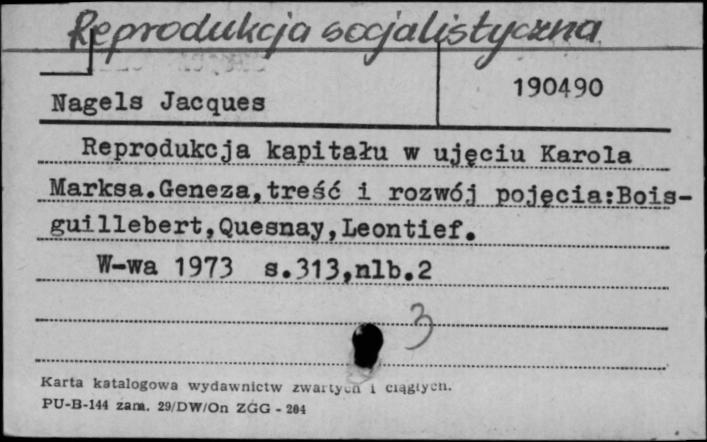 Reprodukcja socjalistyczna
Nagels Jacques
190490
Reprodukcja kapitału w ujęciu Karola
Marksa.Geneza,treść i rozwój pojęcia:Bois-
guillebert,Quesnay,Leontief.
W-wa 1973 s.313,nlb.2
3
Karta katalogowa wydawnictw zwartych i ciągłych.
PU-B-144 zam. 29/DW/On ZGG - 204